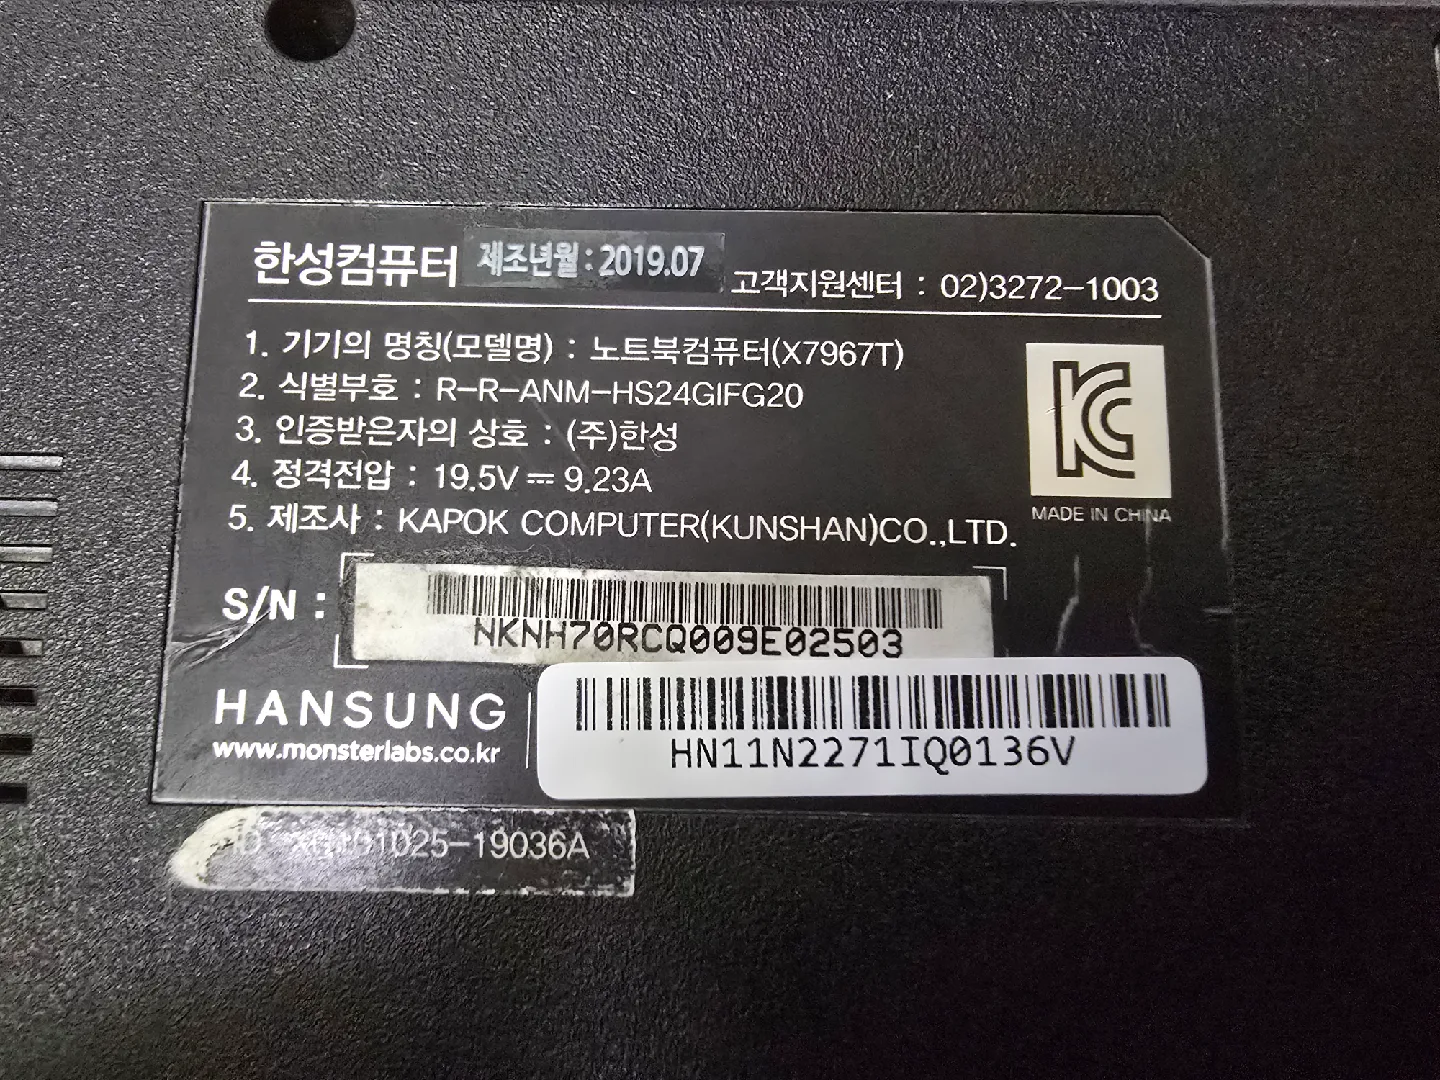 한성컴퓨터 제조년월 : 2019.07 고객지원센터 : 02)3272-1003
1. 기기의 명칭(모델명) : 노트북컴퓨터(X7967T)
2. 식별부호 : R-R-ANM-HS24GIFG20
3. 인증받은자의 상호 : (주)한성
4. 정격전압 : 19.5V ⎓ 9.23A
5. 제조사 : KAPOK COMPUTER(KUNSHAN)CO.,LTD.
MADE IN CHINA
S/N :
NKNH70RCQ009E02503
HANSUNG
www.monsterlabs.co.kr
HN11N2271IQ0136V